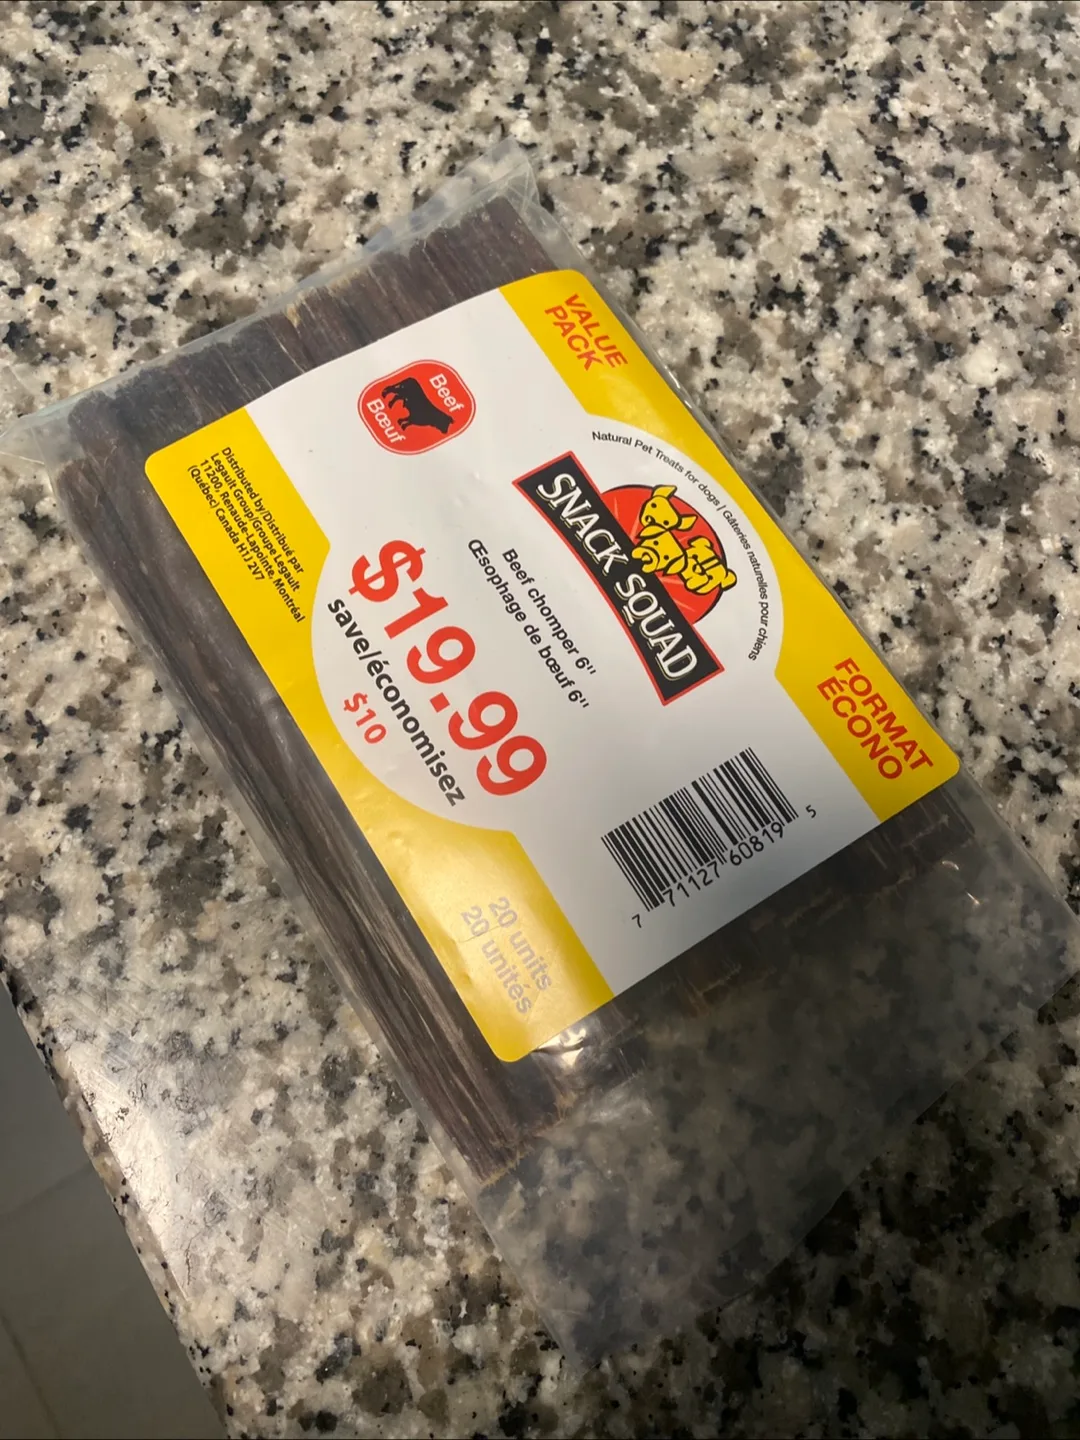 VALUE
PACK
Natural Pet Treats for dogs | Gâteries naturelles pour chiens
SNACK SQUAD
Beef
Bœuf
Beef chomper 6''
Œsophage de bœuf 6''
$19.99
save/économisez
$10
FORMAT
ÉCONO
7 71127 60819 5
20 units
20 unités
Distributed by/Distribué par
Legault Group/Groupe Legault
11200, Renaude-Lapointe, Montréal
(Québec) Canada H1J 2V7